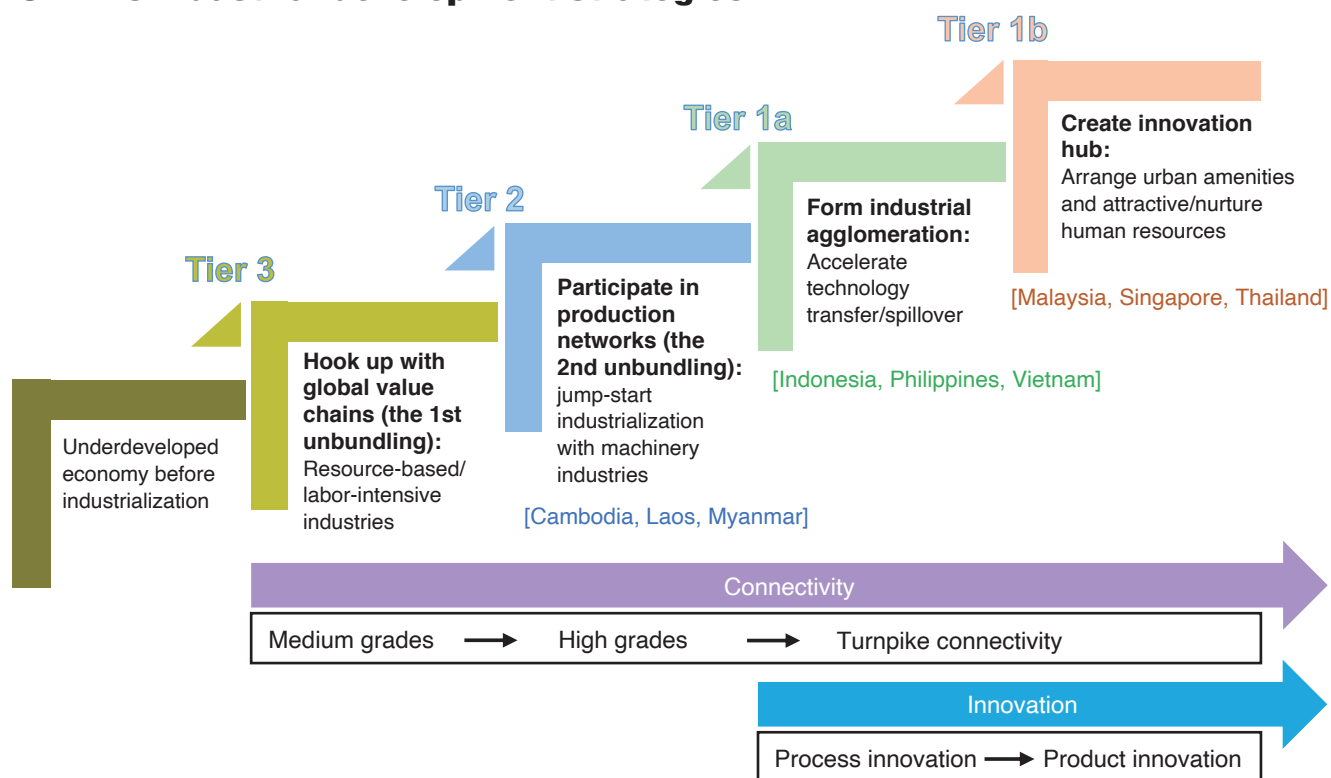 Tier 1b
Create innovation
hub:
Arrange urban amenities
and attractive/nurture
human resources
[Malaysia, Singapore, Thailand]
Tier 1a
Form industrial
agglomeration:
Accelerate
technology
transfer/spillover
[Indonesia, Philippines, Vietnam]
Tier 2
Participate in
production
networks (the
2nd unbundling):
jump-start
industrialization
with machinery
industries
[Cambodia, Laos, Myanmar]
Tier 3
Hook up with
global value
chains (the 1st
unbundling):
Resource-based/
labor-intensive
industries
Underdeveloped
economy before
industrialization
Connectivity
Medium grades → High grades → Turnpike connectivity
Innovation
Process innovation → Product innovation